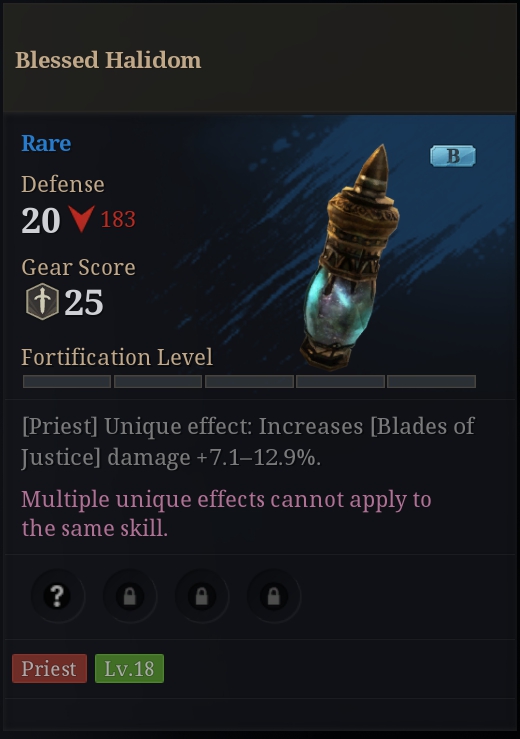 Blessed Halidom
Rare
B
Defense
20 183
Gear Score
25
Fortification Level
[Priest] Unique effect: Increases [Blades of
Justice] damage +7.1–12.9%.
Multiple unique effects cannot apply to
the same skill.
?
Priest Lv.18